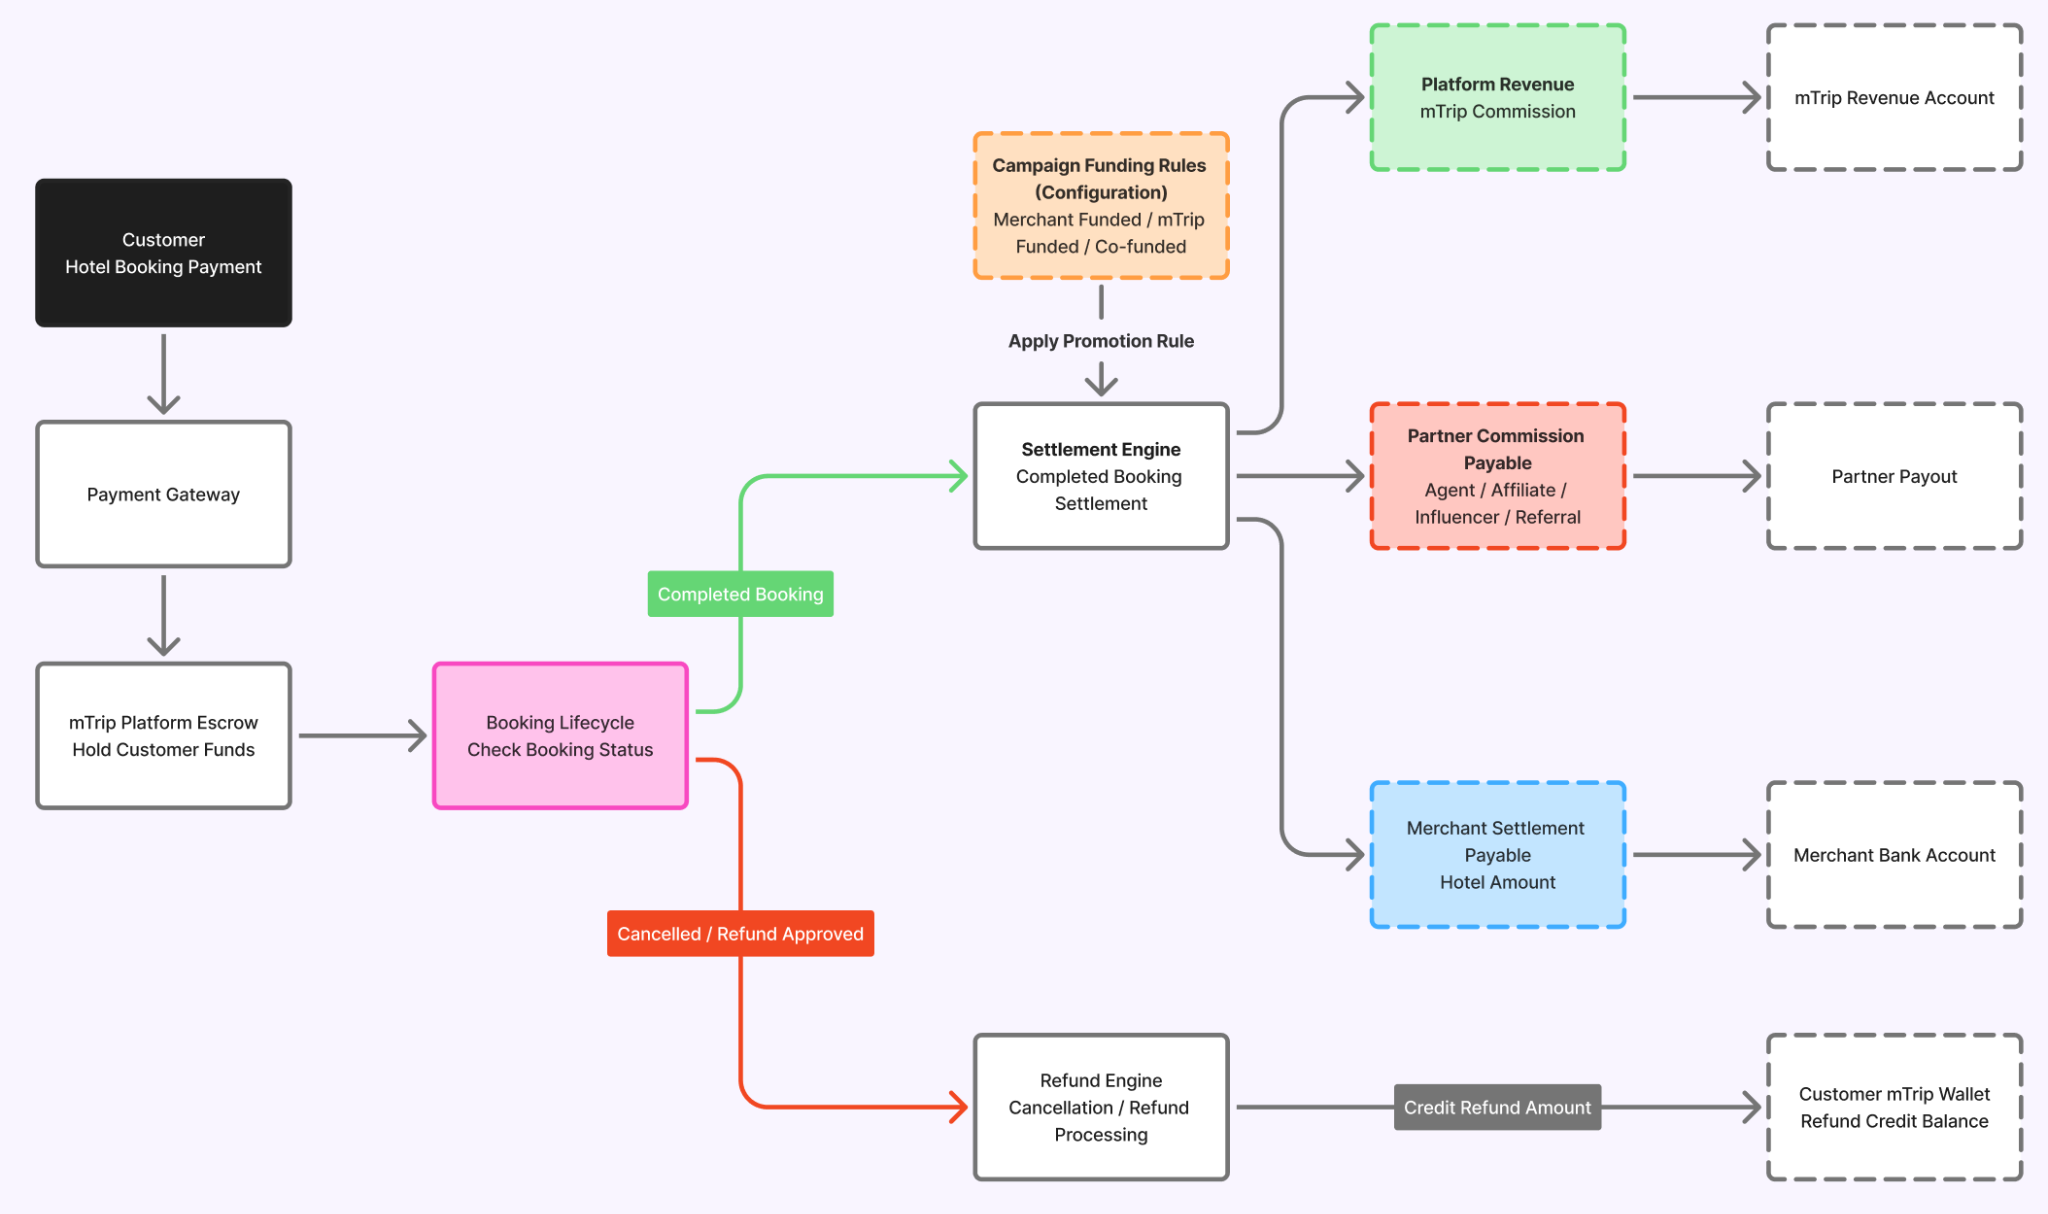 Customer
Hotel Booking Payment
Payment Gateway
mTrip Platform Escrow
Hold Customer Funds
Booking Lifecycle
Check Booking Status
Completed Booking
Cancelled / Refund Approved
Campaign Funding Rules
(Configuration)
Merchant Funded / mTrip
Funded / Co-funded
Apply Promotion Rule
Settlement Engine
Completed Booking
Settlement
Refund Engine
Cancellation / Refund
Processing
Platform Revenue
mTrip Commission
mTrip Revenue Account
Partner Commission
Payable
Agent / Affiliate /
Influencer / Referral
Partner Payout
Merchant Settlement
Payable
Hotel Amount
Merchant Bank Account
Credit Refund Amount
Customer mTrip Wallet
Refund Credit Balance